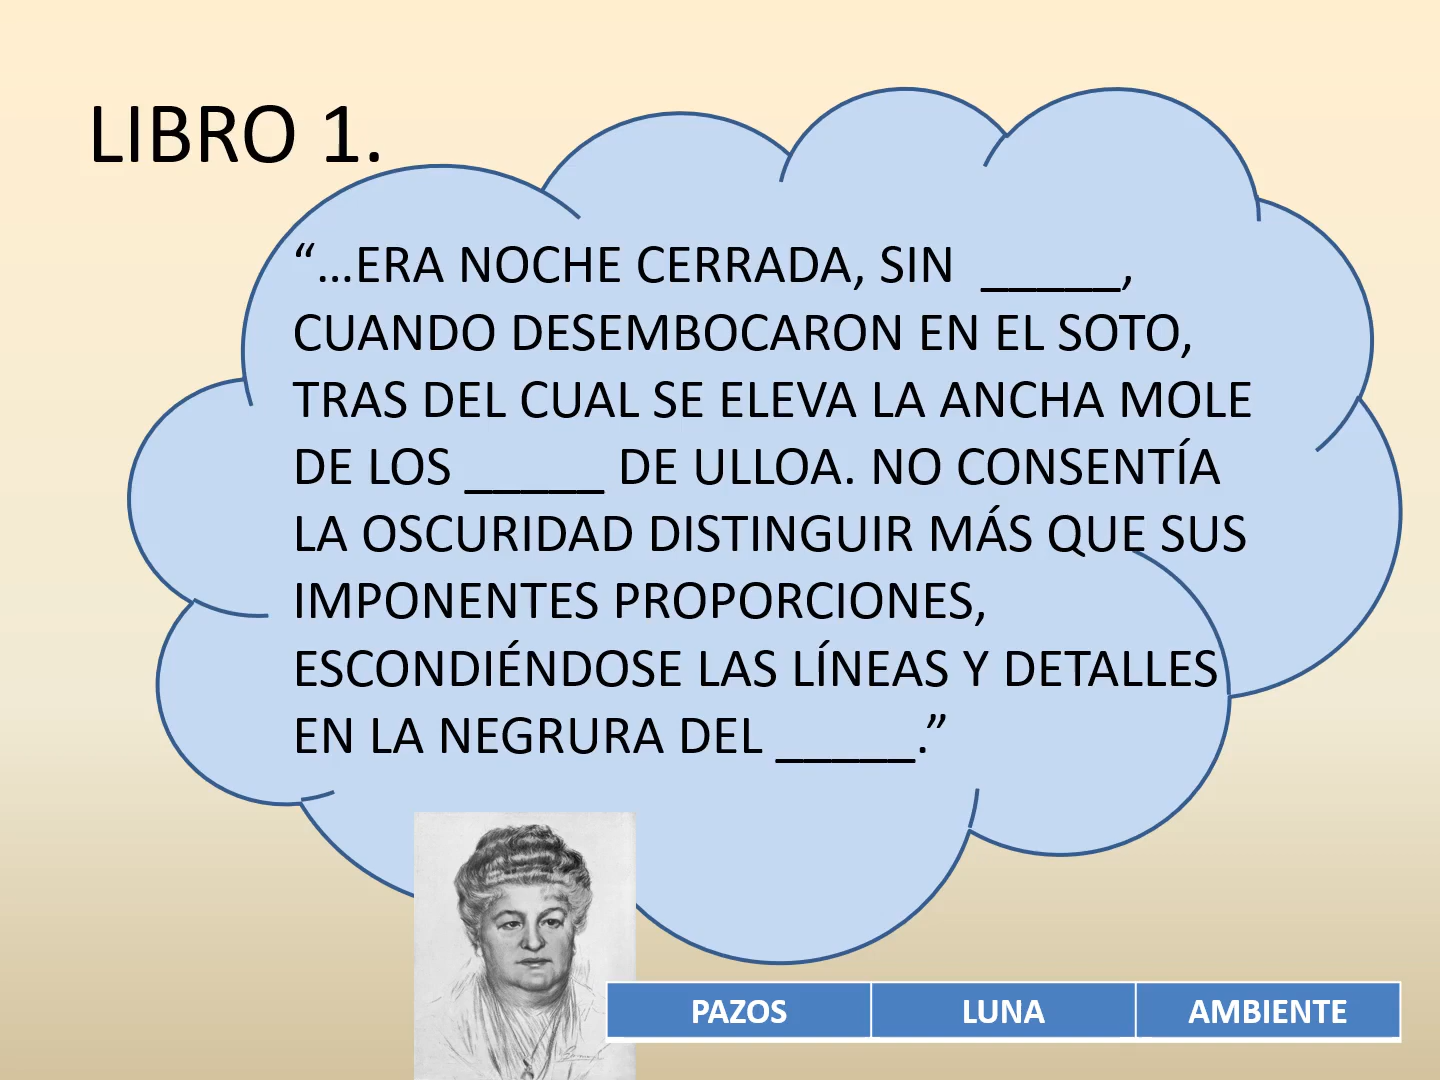 LIBRO 1.
“…ERA NOCHE CERRADA, SIN _____,
CUANDO DESEMBOCARON EN EL SOTO,
TRAS DEL CUAL SE ELEVA LA ANCHA MOLE
DE LOS _____ DE ULLOA. NO CONSENTÍA
LA OSCURIDAD DISTINGUIR MÁS QUE SUS
IMPONENTES PROPORCIONES,
ESCONDIÉNDOSE LAS LÍNEAS Y DETALLES
EN LA NEGRURA DEL _____.”
PAZOS LUNA AMBIENTE